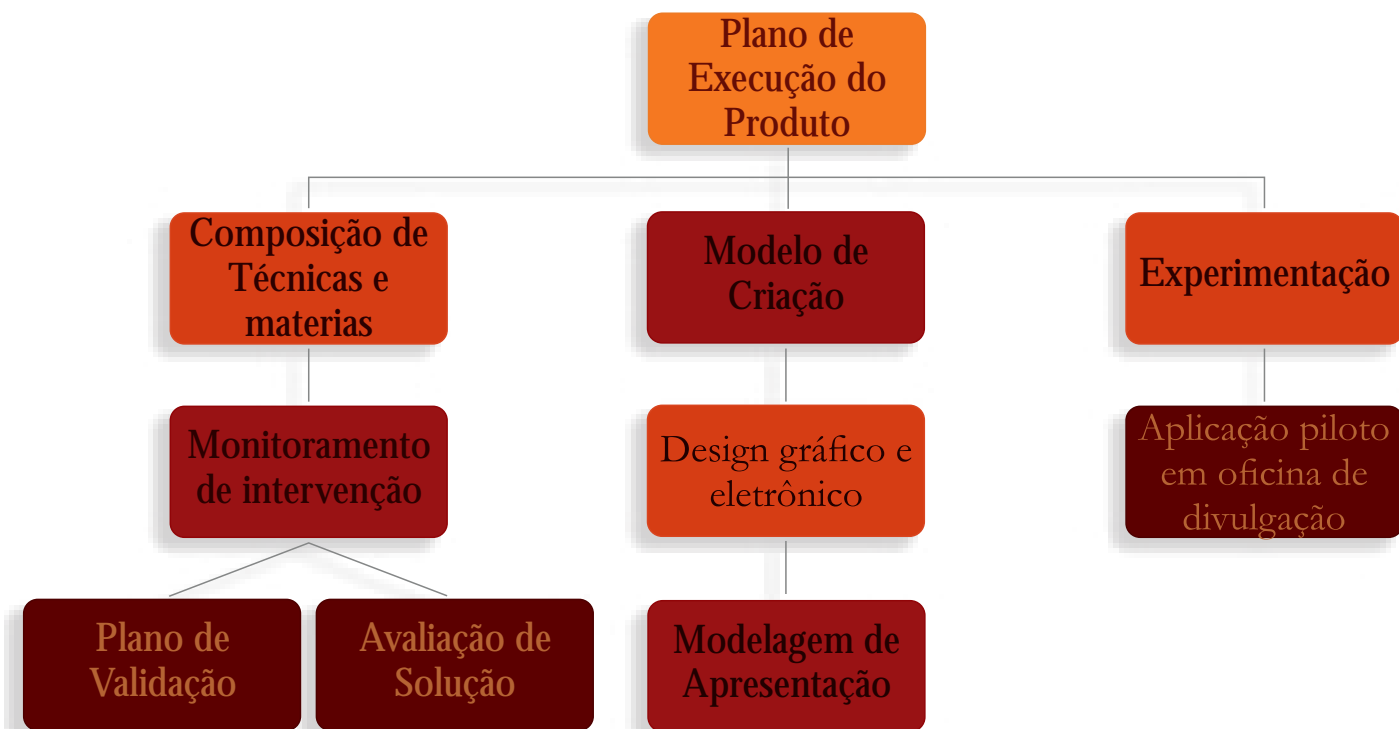 Plano de
Execução do
Produto
Composição de
Técnicas e
materias
Modelo de
Criação
Experimentação
Monitoramento
de intervenção
Design gráfico e
eletrônico
Aplicação piloto
em oficina de
divulgação
Plano de
Validação
Avaliação de
Solução
Modelagem de
Apresentação